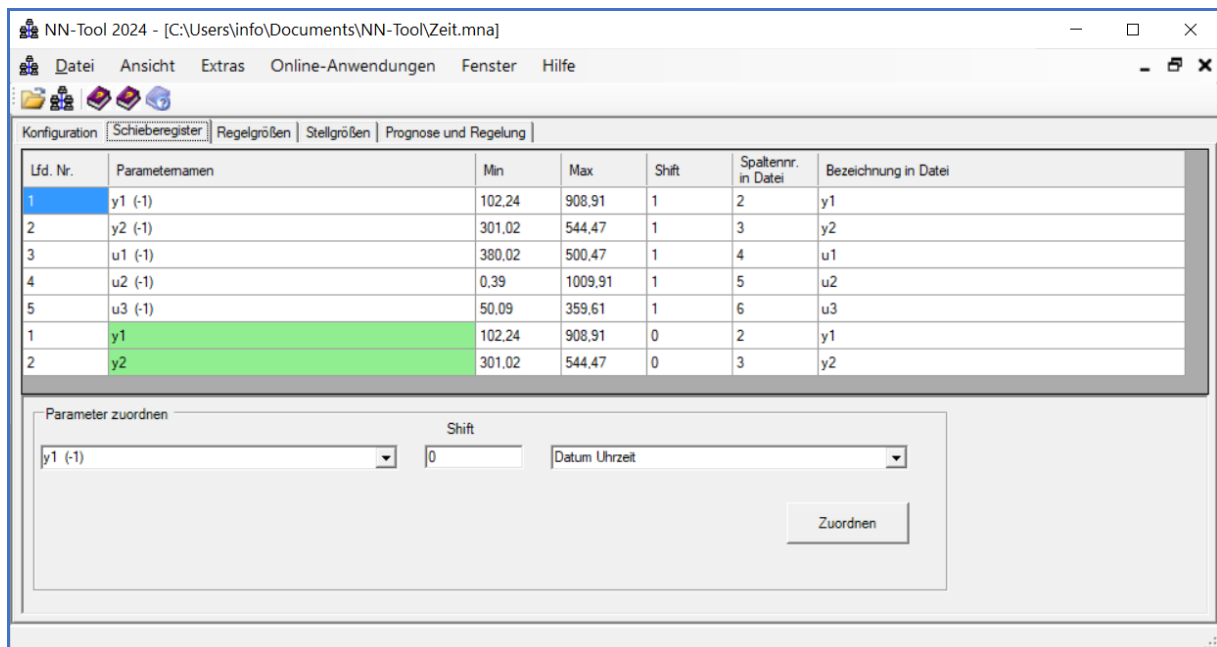 NN-Tool 2024 - [C:\Users\info\Documents\NN-Tool\Zeit.mna]
Datei Ansicht Extras Online-Anwendungen Fenster Hilfe
Konfiguration Schieberegister Regelgrößen Stellgrößen Prognose und Regelung
Lfd. Nr. Parameternamen Min Max Shift Spaltennr. in Datei Bezeichnung in Datei
1 y1 (-1) 102,24 908,91 1 2 y1
2 y2 (-1) 301,02 544,47 1 3 y2
3 u1 (-1) 380,02 500,47 1 4 u1
4 u2 (-1) 0,39 1009,91 1 5 u2
5 u3 (-1) 50,09 359,61 1 6 u3
1 y1 102,24 908,91 0 2 y1
2 y2 301,02 544,47 0 3 y2
Parameter zuordnen
Shift
y1 (-1) 0 Datum Uhrzeit
Zuordnen